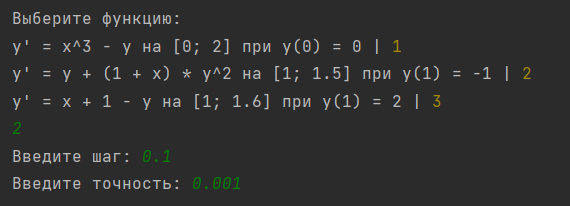 Выберите функцию:
y' = x^3 - y на [0; 2] при y(0) = 0 | 1
y' = y + (1 + x) * y^2 на [1; 1.5] при y(1) = -1 | 2
y' = x + 1 - y на [1; 1.6] при y(1) = 2 | 3
2
Введите шаг: 0.1
Введите точность: 0.001